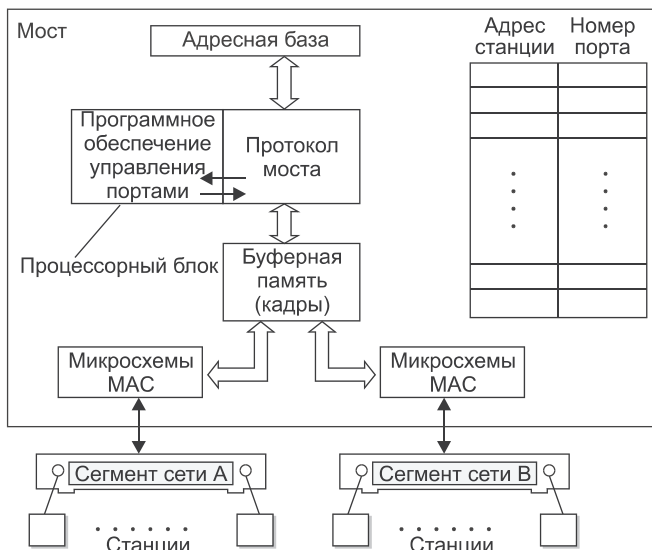 Мост
Адресная база
Адрес
станции
Номер
порта
Программное
обеспечение
управления
портами
Протокол
моста
Процессорный блок
Буферная
память
(кадры)
Микросхемы
MAC
Микросхемы
MAC
Сегмент сети A
Сегмент сети B
Станции
Станции